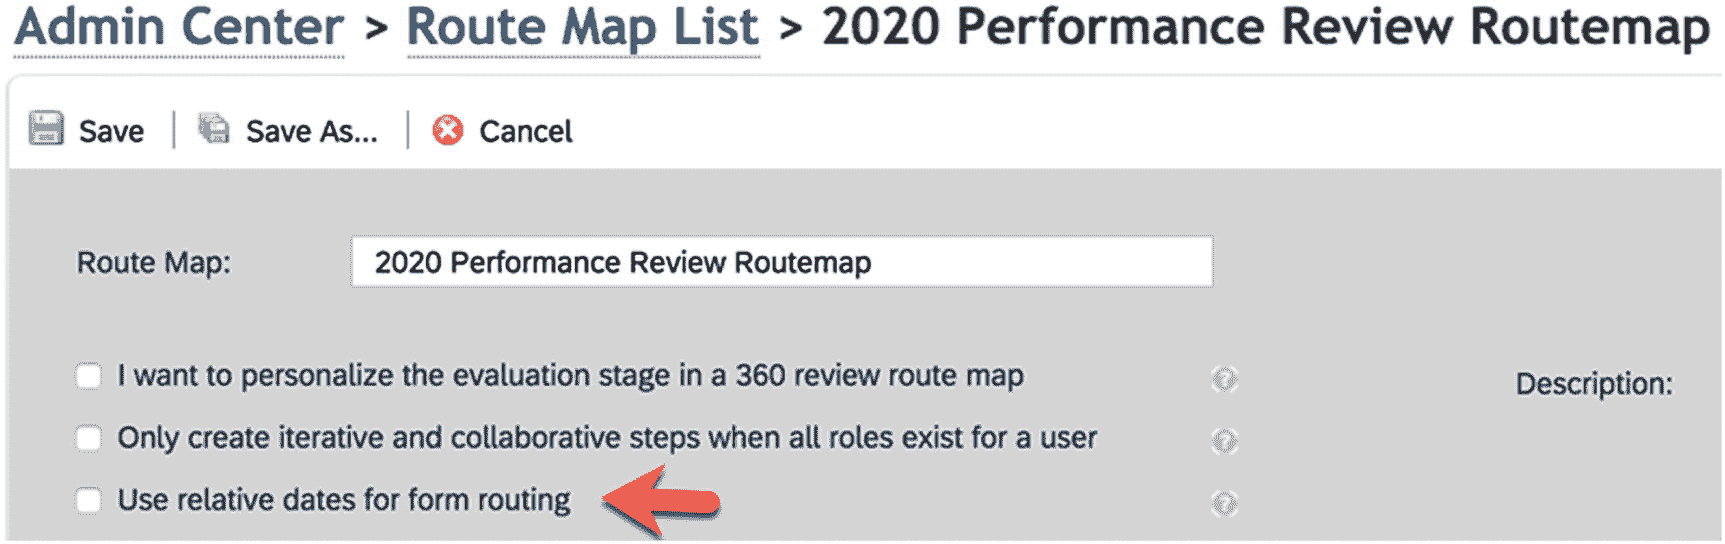 Admin Center > Route Map List > 2020 Performance Review Routemap
Save Save As... Cancel
Route Map: 2020 Performance Review Routemap
I want to personalize the evaluation stage in a 360 review route map ? Description:
Only create iterative and collaborative steps when all roles exist for a user ?
Use relative dates for form routing ?